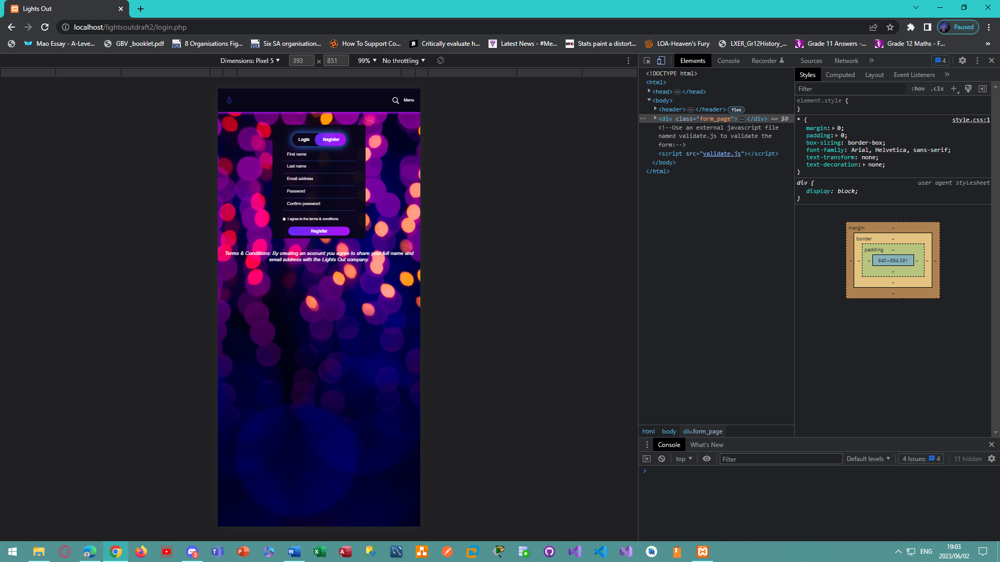 Lights Out
localhost/lightsoutdraft2/login.php
Paused
Mao Essay - A-Leve...
GBV _booklet.pdf
8 Organisations Fig...
Six SA organisation...
How To Support Co...
Critically evaluate h...
Latest News - #Me...
Stats paint a distort...
LOA-Heaven's Fury
LXER_Gr12History_...
Grade 11 Answers -...
Grade 12 Maths - F...
»
Dimensions: Pixel 5
393 × 851
99%
No throttling
Elements
Console
Recorder
Sources
Network
»
4
Menu
Login
Register
First name
Last name
Email address
Password
Confirm password
I agree to the terms & conditions
Register
Terms & Conditions: By creating an account you agree to share your full name and
email address with the Lights Out company.
<!DOCTYPE html>
<html>
<head>…</head>
<body>
<header>…</header> flex
<div class="form_page">…</div> == $0
<!--Use an external javascript file
named validate.js to validate the
form:-->
<script src="validate.js"></script>
</body>
</html>
html
body
div.form_page
Styles
Computed
Layout
Event Listeners
»
Filter
:hov
.cls
element.style {
}
* {
style.css:1
margin: 0;
padding: 0;
box-sizing: border-box;
font-family: Arial, Helvetica, sans-serif;
text-transform: none;
text-decoration: none;
}
div {
user agent stylesheet
display: block;
}
margin
–
border
–
padding
–
– – – 940×664.391 – – –
–
–
–
Console
What's New
top
Filter
Default levels
4 Issues: 4
11 hidden
3
ENG
19:03
2023/06/02